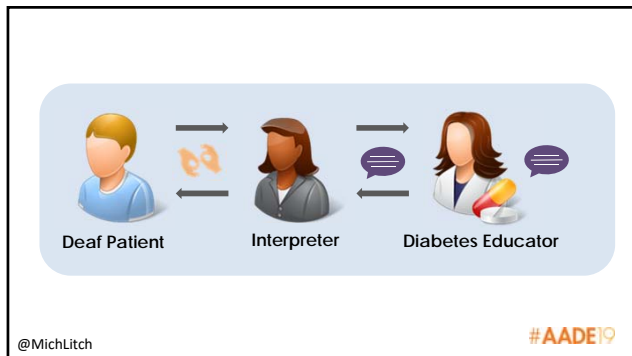 Deaf Patient
Interpreter
Diabetes Educator
@MichLitch
#AADE19